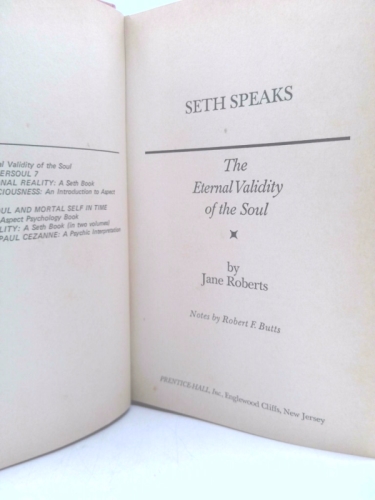 al Validity of the Soul
ERSOUL 7
NAL REALITY: A Seth Book
CIOUSNESS: An Introduction to Aspect
UL AND MORTAL SELF IN TIME
Aspect Psychology Book
LITY: A Seth Book (in two volumes)
PAUL CEZANNE: A Psychic Interpretation
SETH SPEAKS
The
Eternal Validity
of the Soul
by
Jane Roberts
Notes by Robert F. Butts
PRENTICE-HALL, Inc. Englewood Cliffs, New Jersey